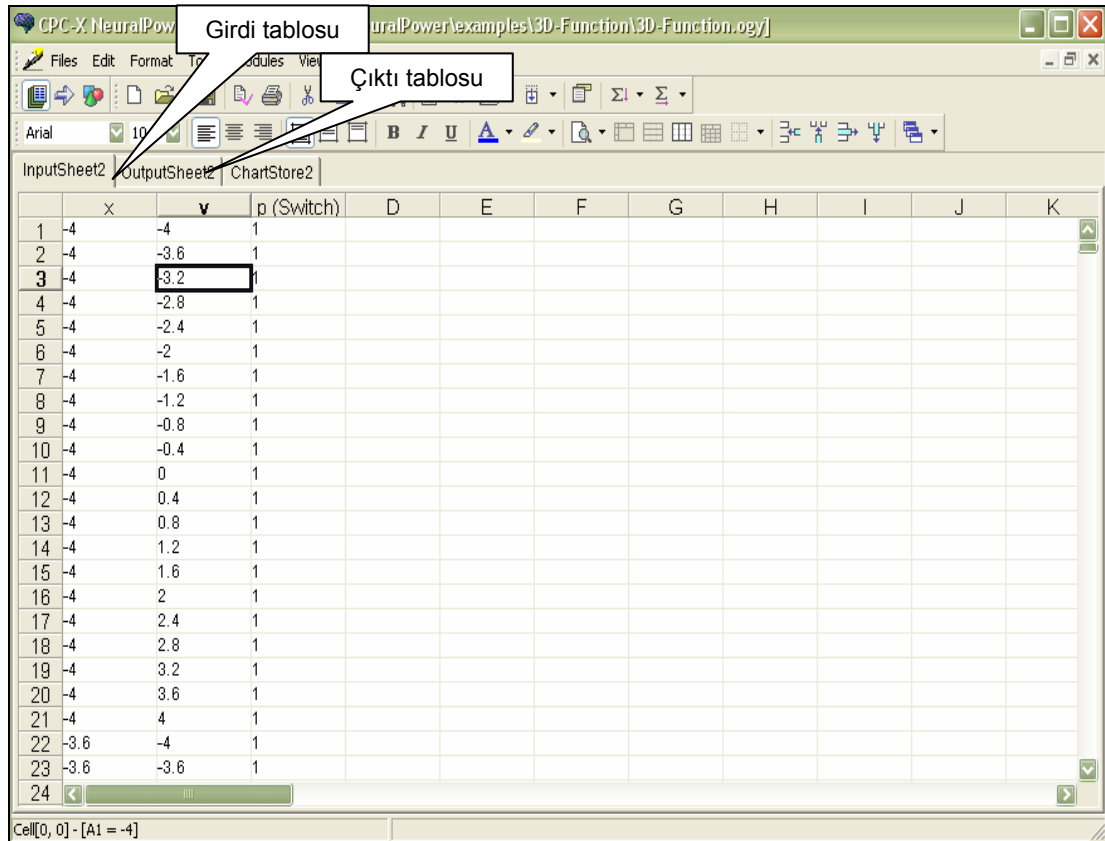 CPC-X NeuralPow uralPower\examples\3D-Function\3D-Function.ogy]
Girdi tablosu
Files Edit Format To odules Vie
Çıktı tablosu
Arial 10 B I U A
InputSheet2 OutputSheet2 ChartStore2
x y p (Switch) D E F G H I J K
1 -4 -4 1
2 -4 -3.6 1
3 -4 -3.2 1
4 -4 -2.8 1
5 -4 -2.4 1
6 -4 -2 1
7 -4 -1.6 1
8 -4 -1.2 1
9 -4 -0.8 1
10 -4 -0.4 1
11 -4 0 1
12 -4 0.4 1
13 -4 0.8 1
14 -4 1.2 1
15 -4 1.6 1
16 -4 2 1
17 -4 2.4 1
18 -4 2.8 1
19 -4 3.2 1
20 -4 3.6 1
21 -4 4 1
22 -3.6 -4 1
23 -3.6 -3.6 1
24
Cell[0, 0] - [A1 = -4]